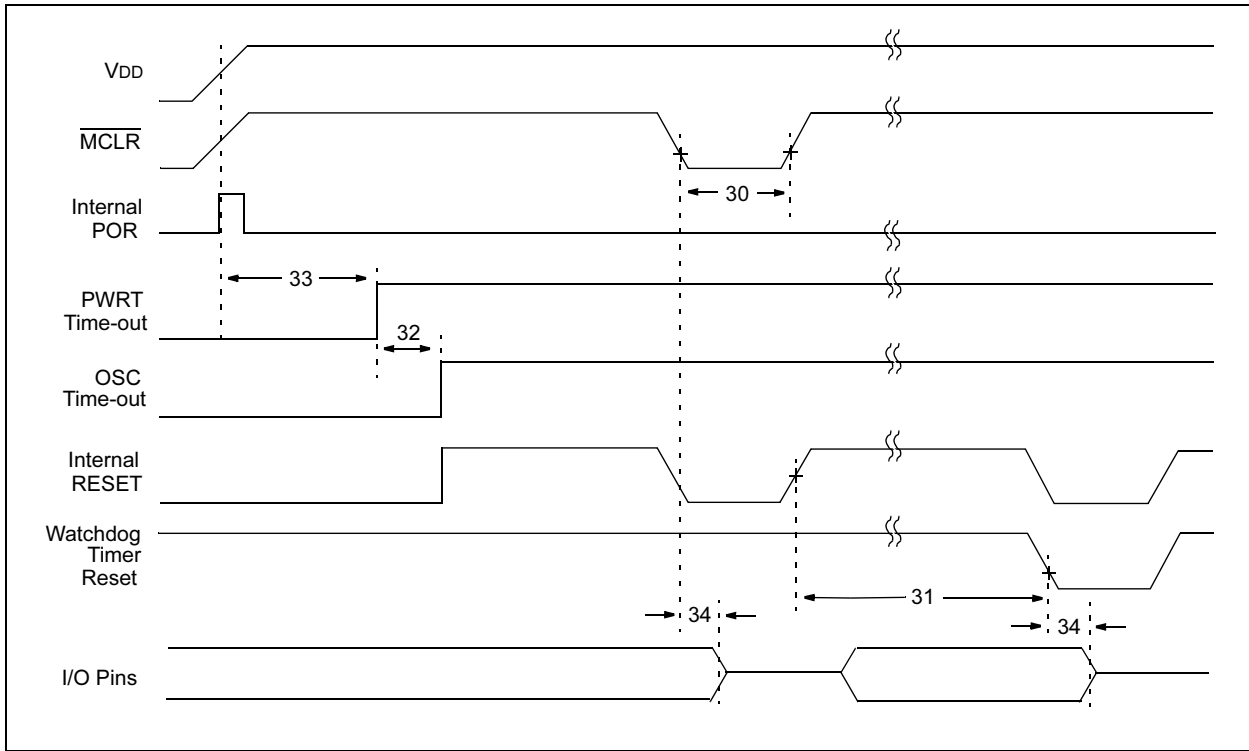 VDD
MCLR
Internal
POR
30
33
PWRT
Time-out
32
OSC
Time-out
Internal
RESET
Watchdog
Timer
Reset
31
34
34
I/O Pins